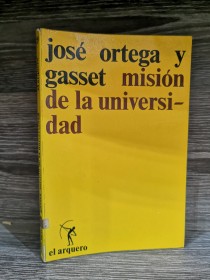 josé ortega y
gasset misión
de la universi-
dad
el arquero